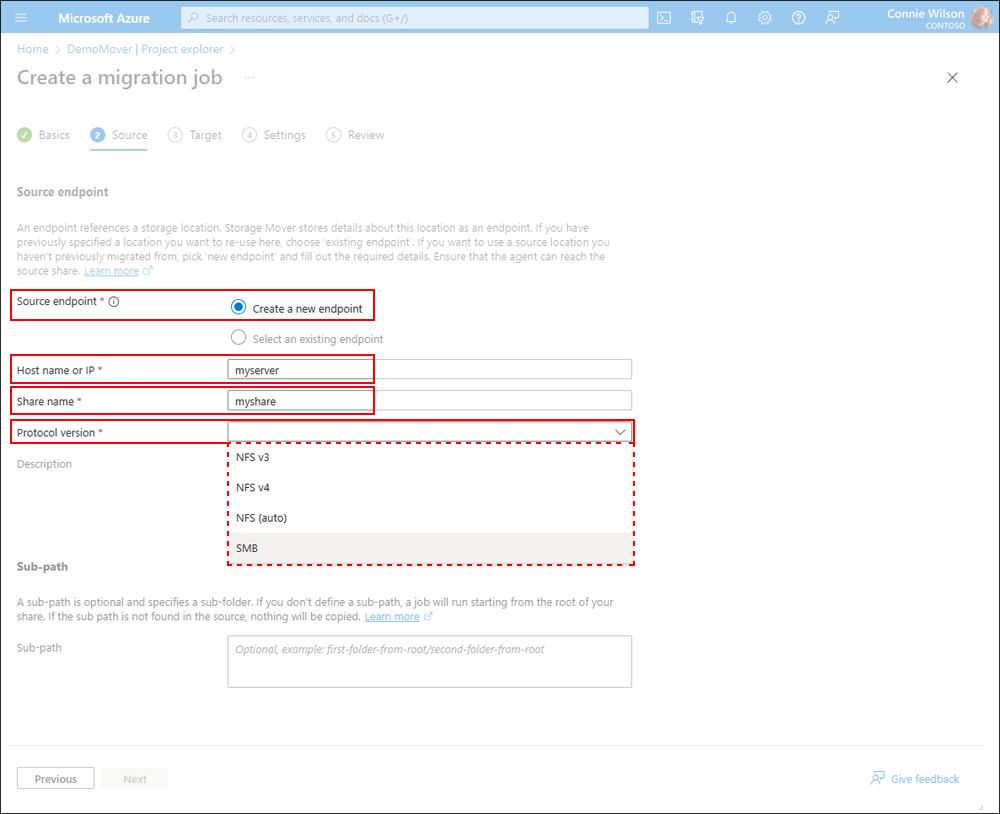 Microsoft Azure
Search resources, services, and docs (G+/)
Connie Wilson
CONTOSO
Home > DemoMover | Project explorer >
Create a migration job ...
Basics
2 Source
3 Target
4 Settings
5 Review
Source endpoint
An endpoint references a storage location. Storage Mover stores details about this location as an endpoint. If you have
previously specified a location you want to re-use here, choose 'existing endpoint'. If you want to use a source location you
haven't previously migrated from, pick 'new endpoint' and fill out the required details. Ensure that the agent can reach the
source share. Learn more
Source endpoint *
Create a new endpoint
Select an existing endpoint
Host name or IP *
myserver
Share name *
myshare
Protocol version *
NFS v3
Description
NFS v4
NFS (auto)
SMB
Sub-path
A sub-path is optional and specifies a sub-folder. If you don't define a sub-path, a job will run starting from the root of your
share. If the sub path is not found in the source, nothing will be copied. Learn more
Sub-path
Optional, example: first-folder-from-root/second-folder-from-root
Previous
Next
Give feedback